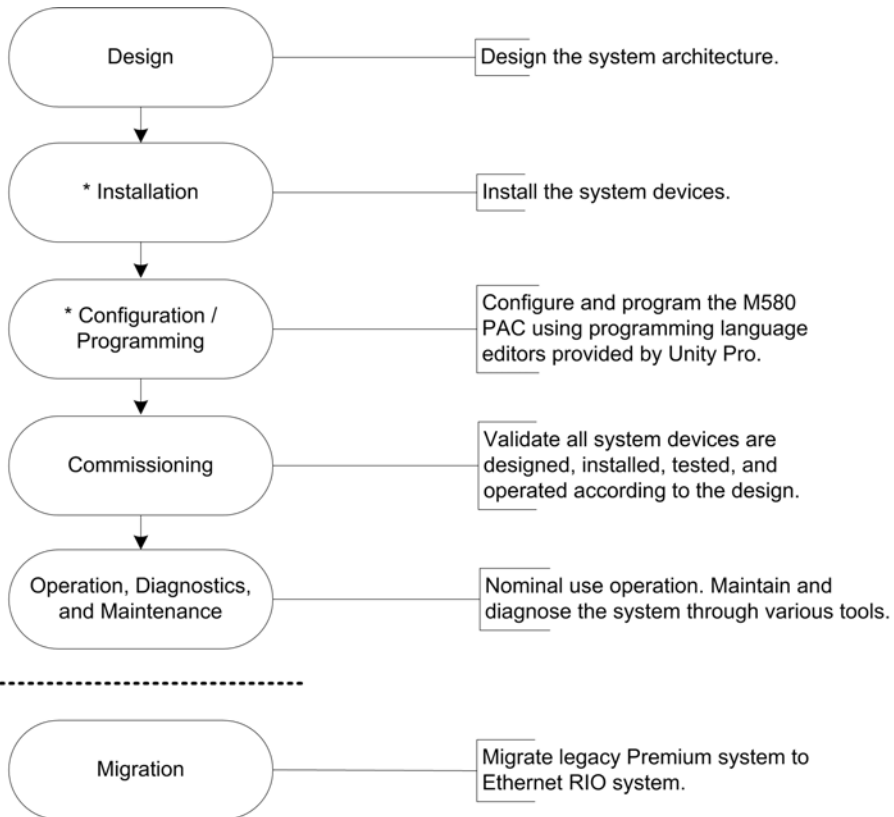 Design
Design the system architecture.
* Installation
Install the system devices.
* Configuration /
Programming
Configure and program the M580
PAC using programming language
editors provided by Unity Pro.
Commissioning
Validate all system devices are
designed, installed, tested, and
operated according to the design.
Operation, Diagnostics,
and Maintenance
Nominal use operation. Maintain and
diagnose the system through various tools.
Migration
Migrate legacy Premium system to
Ethernet RIO system.